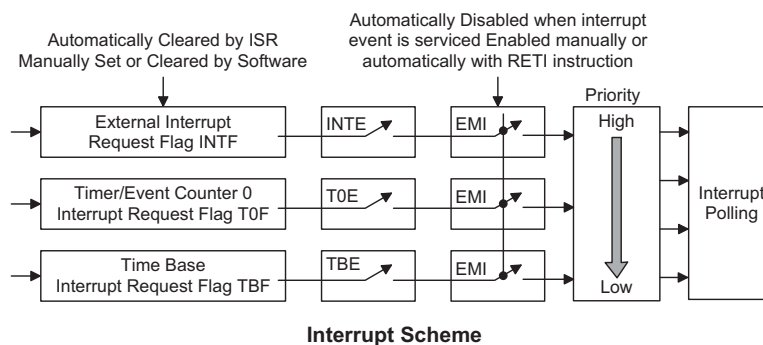 Automatically Cleared by ISR
Manually Set or Cleared by Software
Automatically Disabled when interrupt
event is serviced Enabled manually or
automatically with RETI instruction
Priority
External Interrupt
Request Flag INTF
INTE
EMI
High
Timer/Event Counter 0
Interrupt Request Flag T0F
T0E
EMI
Interrupt
Polling
Time Base
Interrupt Request Flag TBF
TBE
EMI
Low
Interrupt Scheme